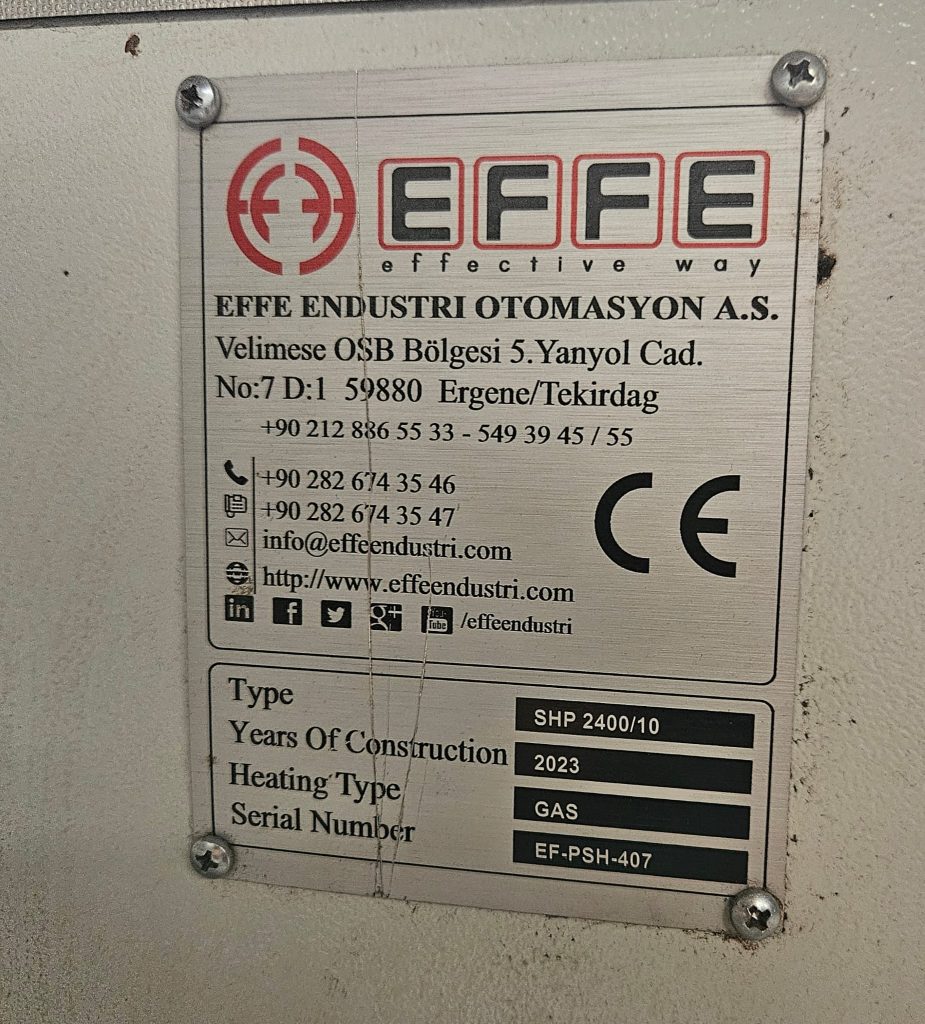 EFFE
effective way
EFFE ENDUSTRI OTOMASYON A.S.
Velimese OSB Bölgesi 5.Yanyol Cad.
No:7 D:1 59880 Ergene/Tekirdag
+90 212 886 55 33 - 549 39 45 / 55
+90 282 674 35 46
+90 282 674 35 47
info@effeendustri.com
http://www.effeendustri.com
in f g+ You Tube /effeendustri
CE
Type SHP 2400/10
Years Of Construction 2023
Heating Type GAS
Serial Number EF-PSH-407